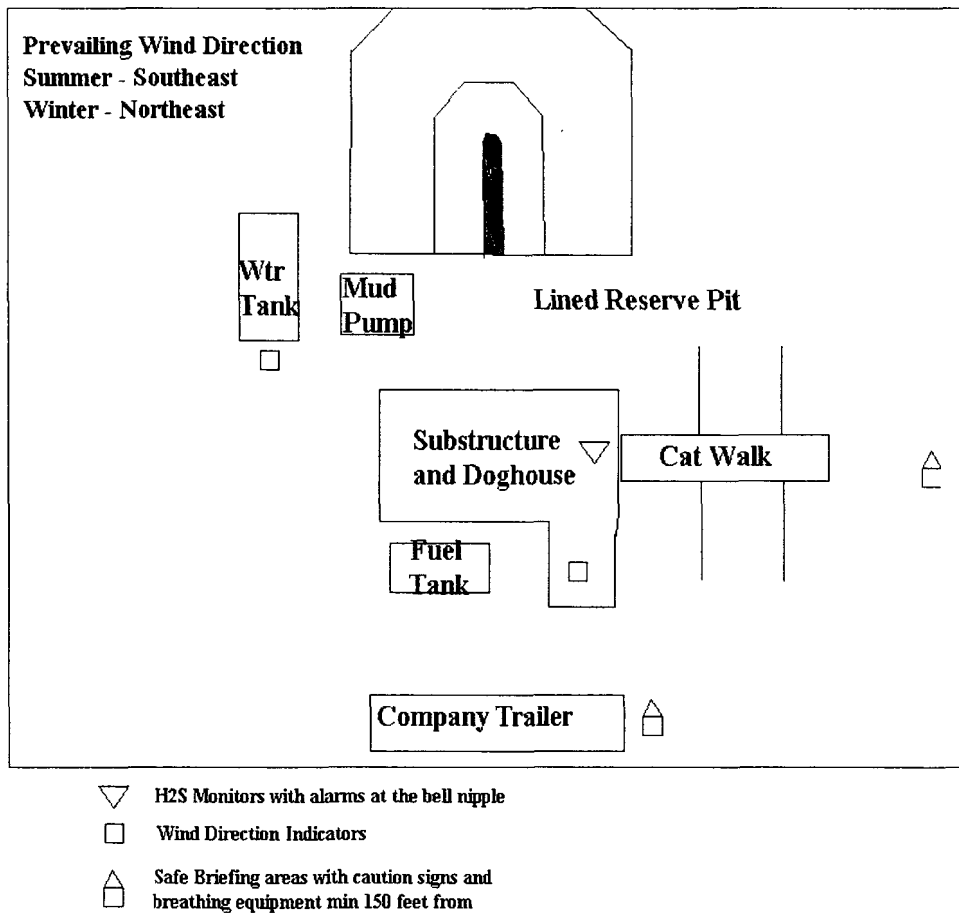 Prevailing Wind Direction
Summer - Southeast
Winter - Northeast
Wtr
Tank
Mud
Pump
Lined Reserve Pit
Substructure
and Doghouse
Cat Walk
Fuel
Tank
Company Trailer
H2S Monitors with alarms at the bell nipple
Wind Direction Indicators
Safe Briefing areas with caution signs and
breathing equipment min 150 feet from